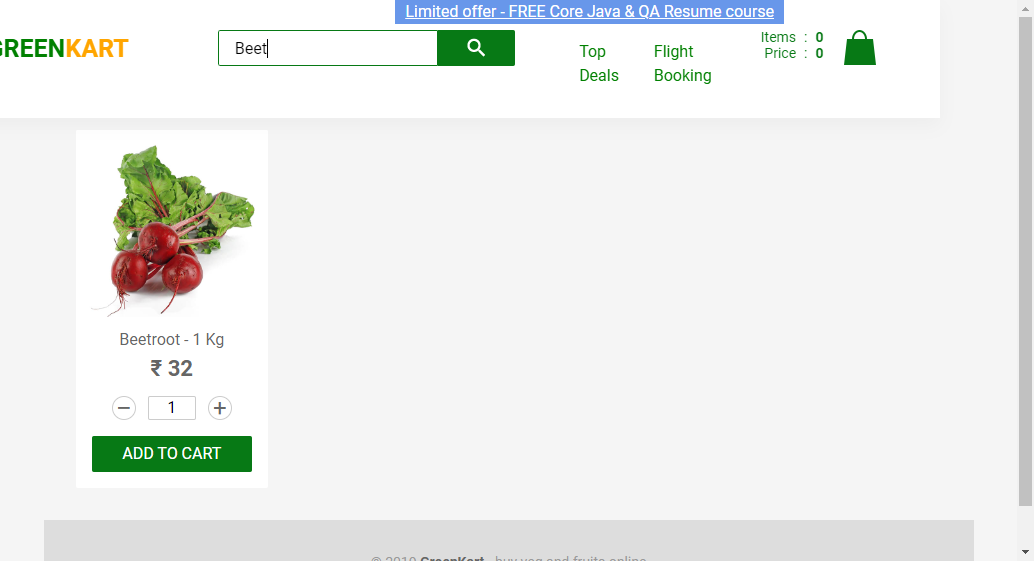 Limited offer - FREE Core Java & QA Resume course
GREENKART
Beet
Top Deals
Flight Booking
Items : 0
Price : 0
Beetroot - 1 Kg
₹ 32
1
ADD TO CART
© 2019 GreenKart - buy veg and fruits online